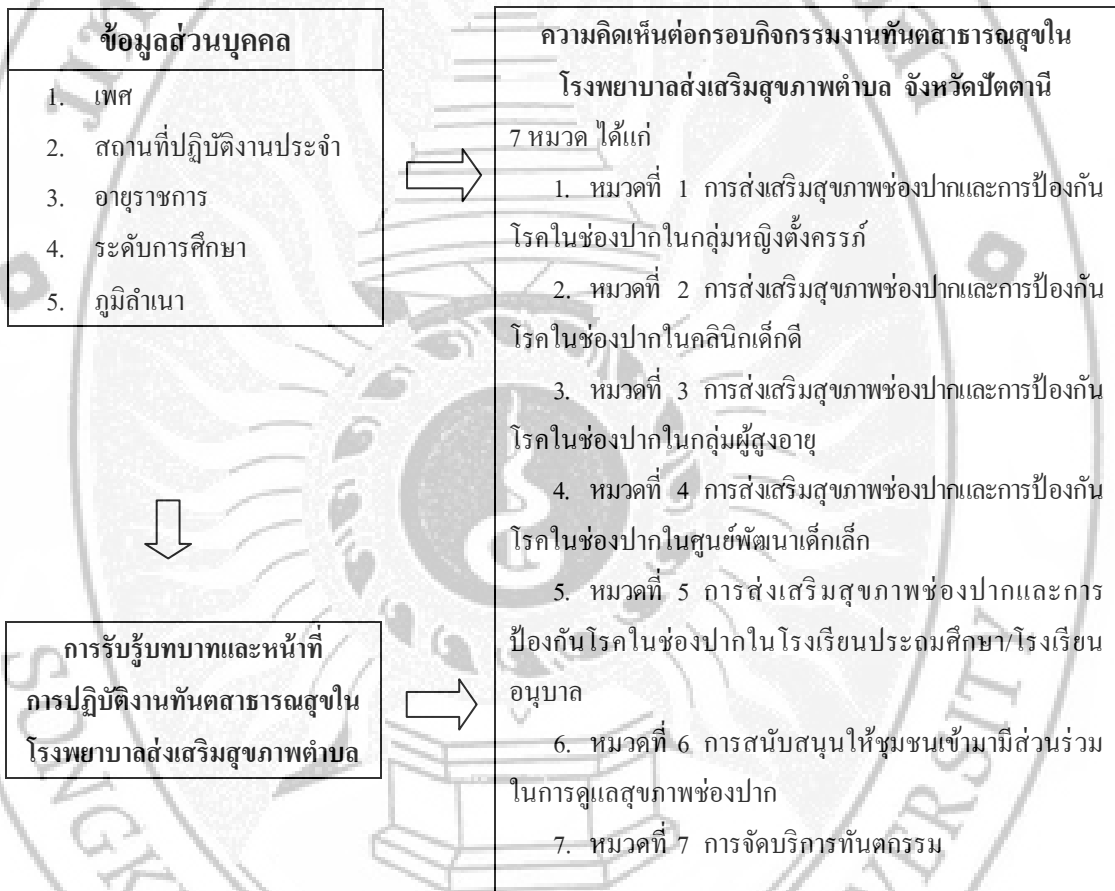 ข้อมูลส่วนบุคคล
1. เพศ
2. สถานที่ปฏิบัติงานประจำ
3. อายุราชการ
4. ระดับการศึกษา
5. ภูมิลำเนา
การรับรู้บทบาทและหน้าที่
การปฏิบัติงานทันตสาธารณสุขใน
โรงพยาบาลส่งเสริมสุขภาพตำบล
ความคิดเห็นต่อกรอบกิจกรรมงานทันตสาธารณสุขใน
โรงพยาบาลส่งเสริมสุขภาพตำบล จังหวัดปัตตานี
7 หมวด ได้แก่
1. หมวดที่ 1 การส่งเสริมสุขภาพช่องปากและการป้องกัน
โรคในช่องปากในกลุ่มหญิงตั้งครรภ์
2. หมวดที่ 2 การส่งเสริมสุขภาพช่องปากและการป้องกัน
โรคในช่องปากในคลินิกเด็กดี
3. หมวดที่ 3 การส่งเสริมสุขภาพช่องปากและการป้องกัน
โรคในช่องปากในกลุ่มผู้สูงอายุ
4. หมวดที่ 4 การส่งเสริมสุขภาพช่องปากและการป้องกัน
โรคในช่องปากในศูนย์พัฒนาเด็กเล็ก
5. หมวดที่ 5 การส่งเสริมสุขภาพช่องปากและการ
ป้องกันโรคในช่องปากในโรงเรียนประถมศึกษา/โรงเรียน
อนุบาล
6. หมวดที่ 6 การสนับสนุนให้ชุมชนเข้ามามีส่วนร่วม
ในการดูแลสุขภาพช่องปาก
7. หมวดที่ 7 การจัดบริการทันตกรรม